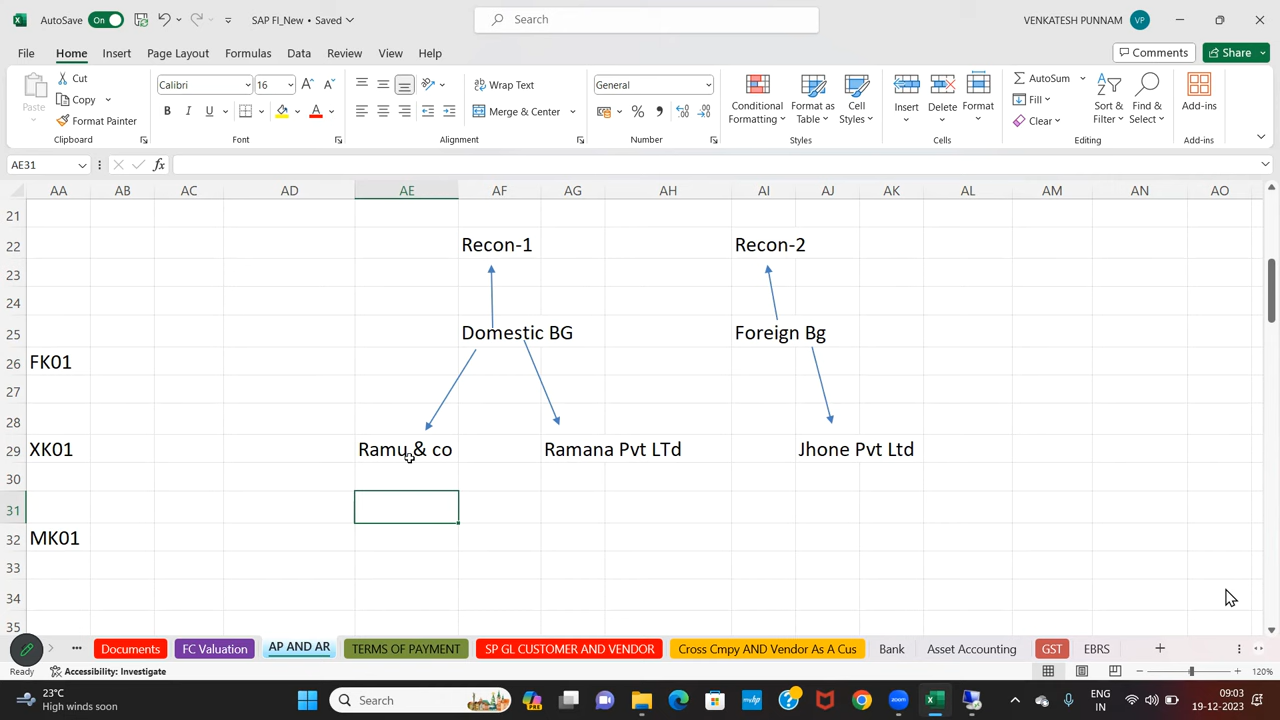 AutoSave On SAP FI_New • Saved Search VENKATESH PUNNAM VP
File Home Insert Page Layout Formulas Data Review View Help Comments Share
Paste Cut Copy Format Painter Clipboard
Calibri 16 A A B I U A Font
Wrap Text Merge & Center Alignment
General % Number
Conditional Formatting Format as Table Cell Styles Styles
Insert Delete Format Cells
AutoSum Fill Clear Sort & Filter Find & Select Editing
Add-ins Add-ins
AE31 fx
AA AB AC AD AE AF AG AH AI AJ AK AL AM AN AO
21
22 Recon-1 Recon-2
23
24
25 Domestic BG Foreign Bg
26 FK01
27
28
29 XK01 Ramu & co Ramana Pvt LTd Jhone Pvt Ltd
30
31
32 MK01
33
34
35
... Documents FC Valuation AP AND AR TERMS OF PAYMENT SP GL CUSTOMER AND VENDOR Cross Cmpy AND Vendor As A Cus Bank Asset Accounting GST EBRS
Ready Accessibility: Investigate 120%
23°C High winds soon Search PRE ENG IN 09:03 19-12-2023